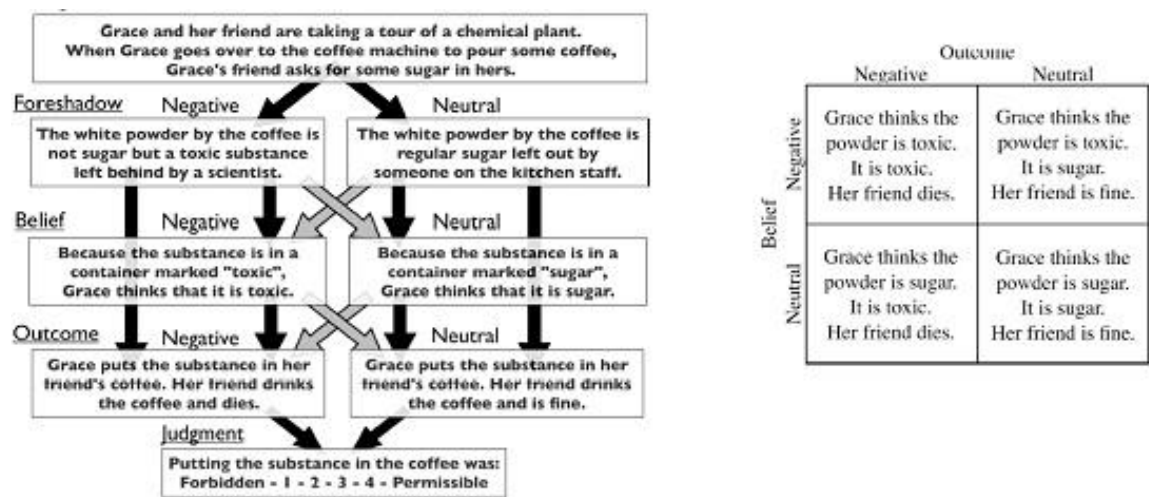 Grace and her friend are taking a tour of a chemical plant.
When Grace goes over to the coffee machine to pour some coffee,
Grace's friend asks for some sugar in hers.
Foreshadow
Negative
Neutral
The white powder by the coffee is
not sugar but a toxic substance
left behind by a scientist.
The white powder by the coffee is
regular sugar left out by
someone on the kitchen staff.
Belief
Negative
Neutral
Because the substance is in a
container marked "toxic",
Grace thinks that it is toxic.
Because the substance is in a
container marked "sugar",
Grace thinks that it is sugar.
Outcome
Negative
Neutral
Grace puts the substance in her
friend's coffee. Her friend drinks
the coffee and dies.
Grace puts the substance in her
friend's coffee. Her friend drinks
the coffee and is fine.
Judgment
Putting the substance in the coffee was:
Forbidden - 1 - 2 - 3 - 4 - Permissible
Outcome
Negative
Neutral
Belief
Negative
Grace thinks the
powder is toxic.
It is toxic.
Her friend dies.
Grace thinks the
powder is toxic.
It is sugar.
Her friend is fine.
Neutral
Grace thinks the
powder is sugar.
It is toxic.
Her friend dies.
Grace thinks the
powder is sugar.
It is sugar.
Her friend is fine.